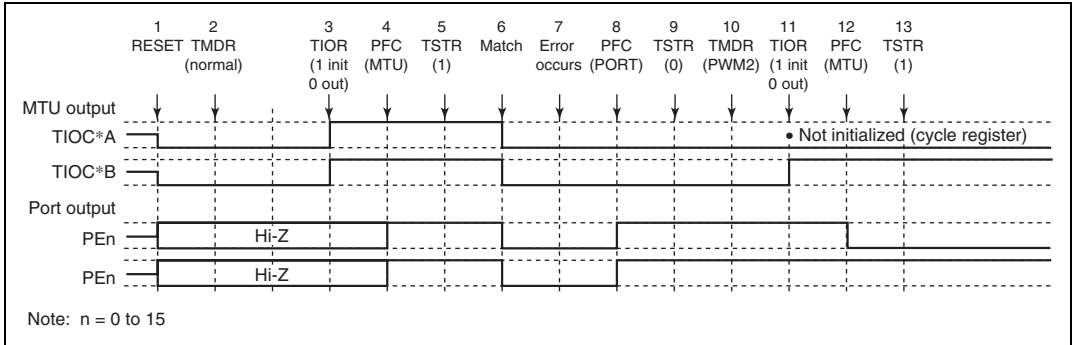 1 2 3 4 5 6 7 8 9 10 11 12 13
RESET TMDR TIOR PFC TSTR Match Error PFC TSTR TMDR TIOR PFC TSTR
(normal) (1 init (MTU) (1) occurs (PORT) (0) (PWM2) (1 init (MTU) (1)
0 out) 0 out)
MTU output
TIOC*A • Not initialized (cycle register)
TIOC*B
Port output
PEn Hi-Z
PEn Hi-Z
Note: n = 0 to 15